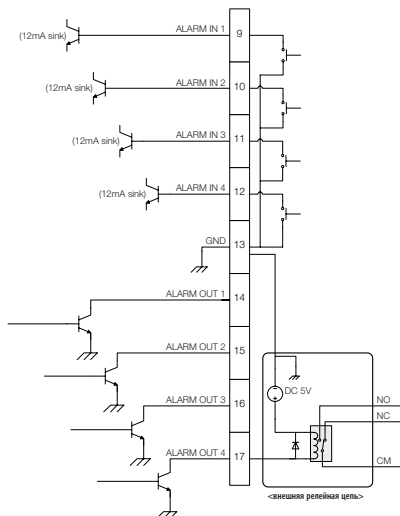 ALARM IN 1
9
(12mA sink)
ALARM IN 2
10
(12mA sink)
ALARM IN 3
11
(12mA sink)
ALARM IN 4
12
(12mA sink)
GND
13
ALARM OUT 1
14
ALARM OUT 2
15
ALARM OUT 3
16
ALARM OUT 4
17
DC 5V
NO
NC
CM
<внешняя релейная цепь>